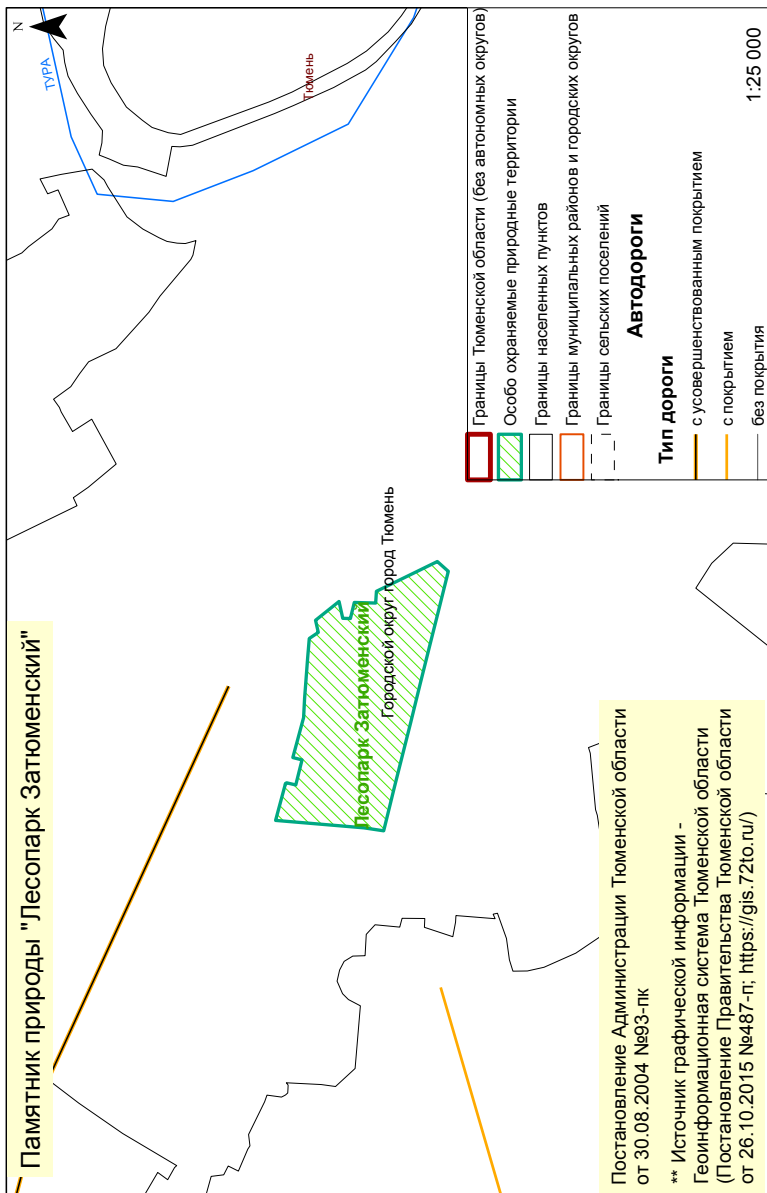 Памятник природы "Лесопарк Затюменский"
N
ТУРА
Тюмень
Лесопарк Затюменский
Городской округ город Тюмень
Границы Тюменской области (без автономных округов)
Особо охраняемые природные территории
Границы населенных пунктов
Границы муниципальных районов и городских округов
Границы сельских поселений
Автодороги
Тип дороги
с усовершенствованным покрытием
с покрытием
без покрытия
1:25 000
Постановление Администрации Тюменской области
от 30.08.2004 №93-пк
** Источник графической информации -
Геоинформационная система Тюменской области
(Постановление Правительства Тюменской области
от 26.10.2015 №487-п; https://gis.72to.ru/)